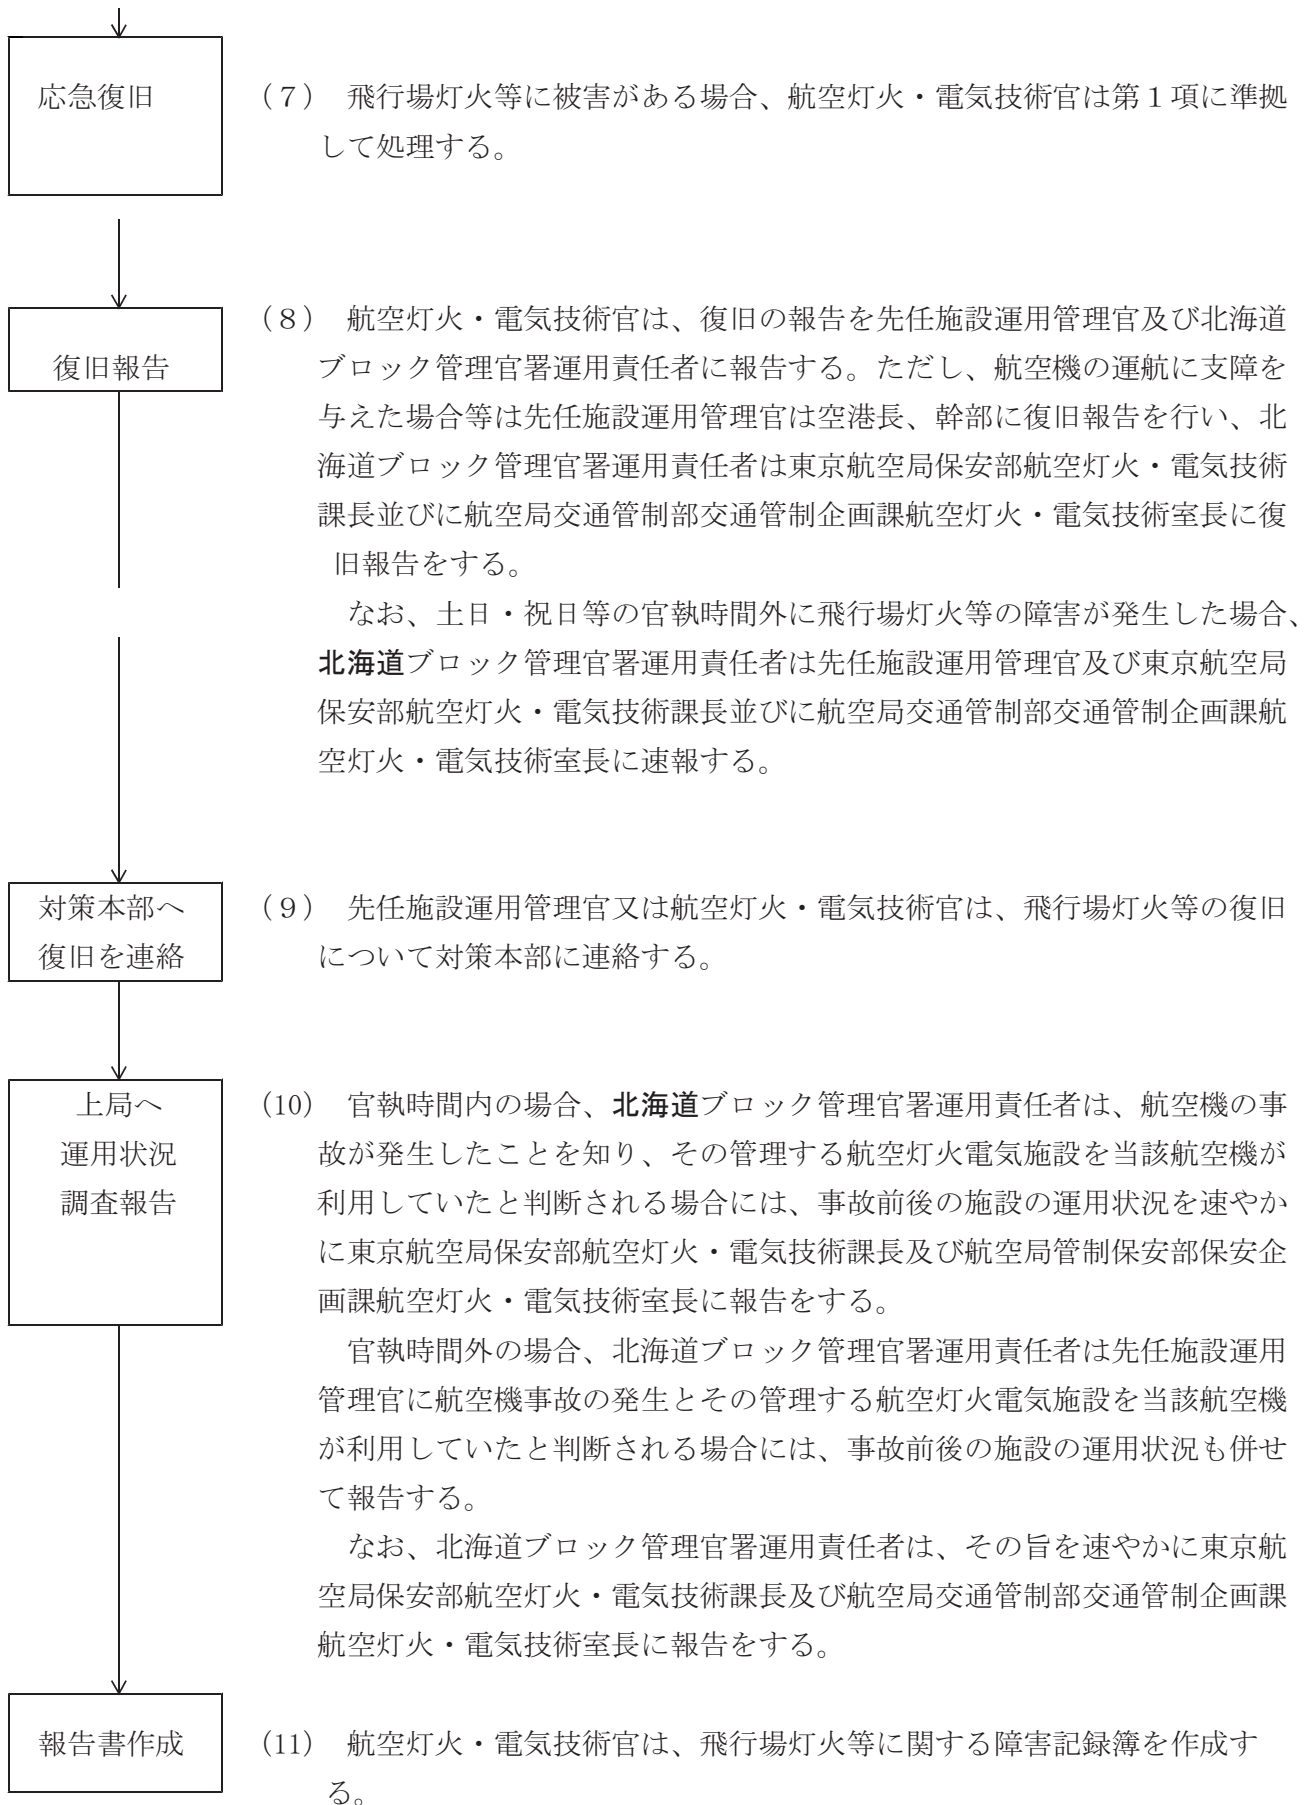 応急復旧
（７） 飛行場灯火等に被害がある場合、航空灯火・電気技術官は第１項に準拠
して処理する。
復旧報告
（８） 航空灯火・電気技術官は、復旧の報告を先任施設運用管理官及び北海道
ブロック管理官署運用責任者に報告する。ただし、航空機の運航に支障を
与えた場合等は先任施設運用管理官は空港長、幹部に復旧報告を行い、北
海道ブロック管理官署運用責任者は東京航空局保安部航空灯火・電気技術
課長並びに航空局交通管制部交通管制企画課航空灯火・電気技術室長に復
旧報告をする。
なお、土日・祝日等の官執時間外に飛行場灯火等の障害が発生した場合、
北海道ブロック管理官署運用責任者は先任施設運用管理官及び東京航空局
保安部航空灯火・電気技術課長並びに航空局交通管制部交通管制企画課航
空灯火・電気技術室長に速報する。
対策本部へ
復旧を連絡
（９） 先任施設運用管理官又は航空灯火・電気技術官は、飛行場灯火等の復旧
について対策本部に連絡する。
上局へ
運用状況
調査報告
（10） 官執時間内の場合、北海道ブロック管理官署運用責任者は、航空機の事
故が発生したことを知り、その管理する航空灯火電気施設を当該航空機が
利用していたと判断される場合には、事故前後の施設の運用状況を速やか
に東京航空局保安部航空灯火・電気技術課長及び航空局管制保安部保安企
画課航空灯火・電気技術室長に報告をする。
官執時間外の場合、北海道ブロック管理官署運用責任者は先任施設運用
管理官に航空機事故の発生とその管理する航空灯火電気施設を当該航空機
が利用していたと判断される場合には、事故前後の施設の運用状況も併せ
て報告する。
なお、北海道ブロック管理官署運用責任者は、その旨を速やかに東京航
空局保安部航空灯火・電気技術課長及び航空局交通管制部交通管制企画課
航空灯火・電気技術室長に報告をする。
報告書作成
（11） 航空灯火・電気技術官は、飛行場灯火等に関する障害記録簿を作成す
る。